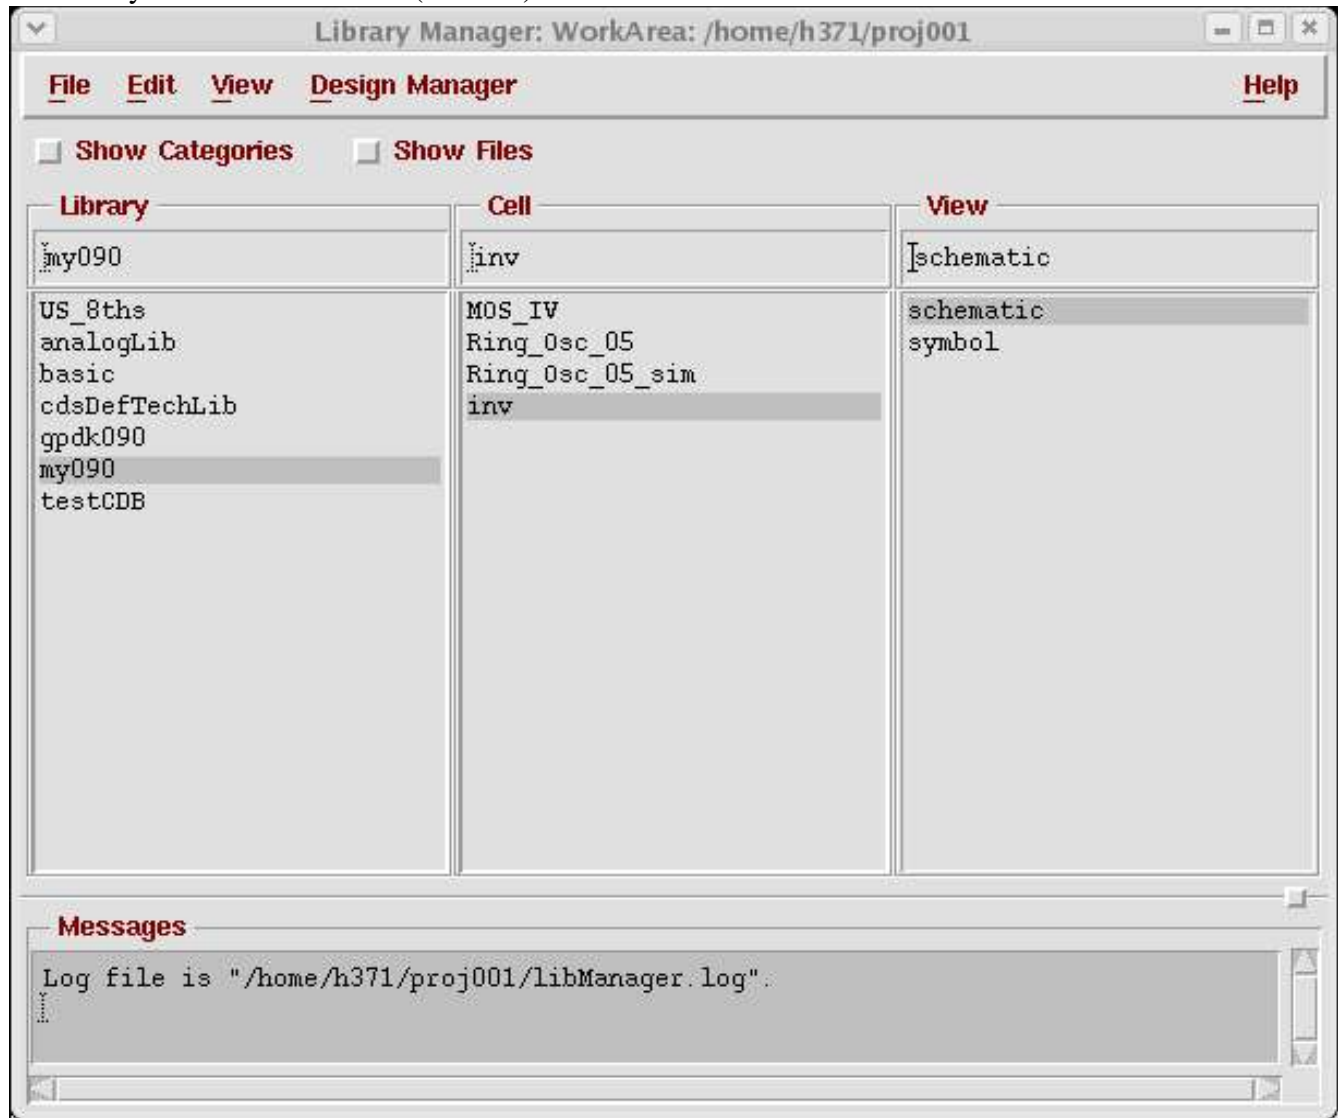 Library Manager: WorkArea: /home/h371/proj001
File Edit View Design Manager Help
Show Categories Show Files
Library Cell View
my090 inv schematic
US_8ths MOS_IV schematic
analogLib Ring_Osc_05 symbol
basic Ring_Osc_05_sim
cdsDefTechLib inv
gpdk090
my090
testCDB
Messages
Log file is "/home/h371/proj001/libManager.log".